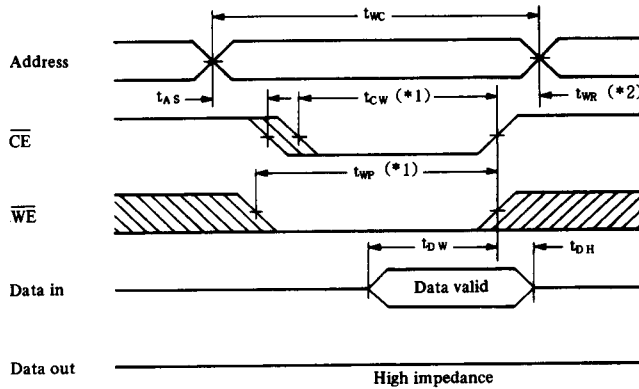 tWC
Address
tAS
tCW (*1)
tWR (*2)
CE
tWP (*1)
WE
tDW
tDH
Data in
Data valid
Data out
High impedance